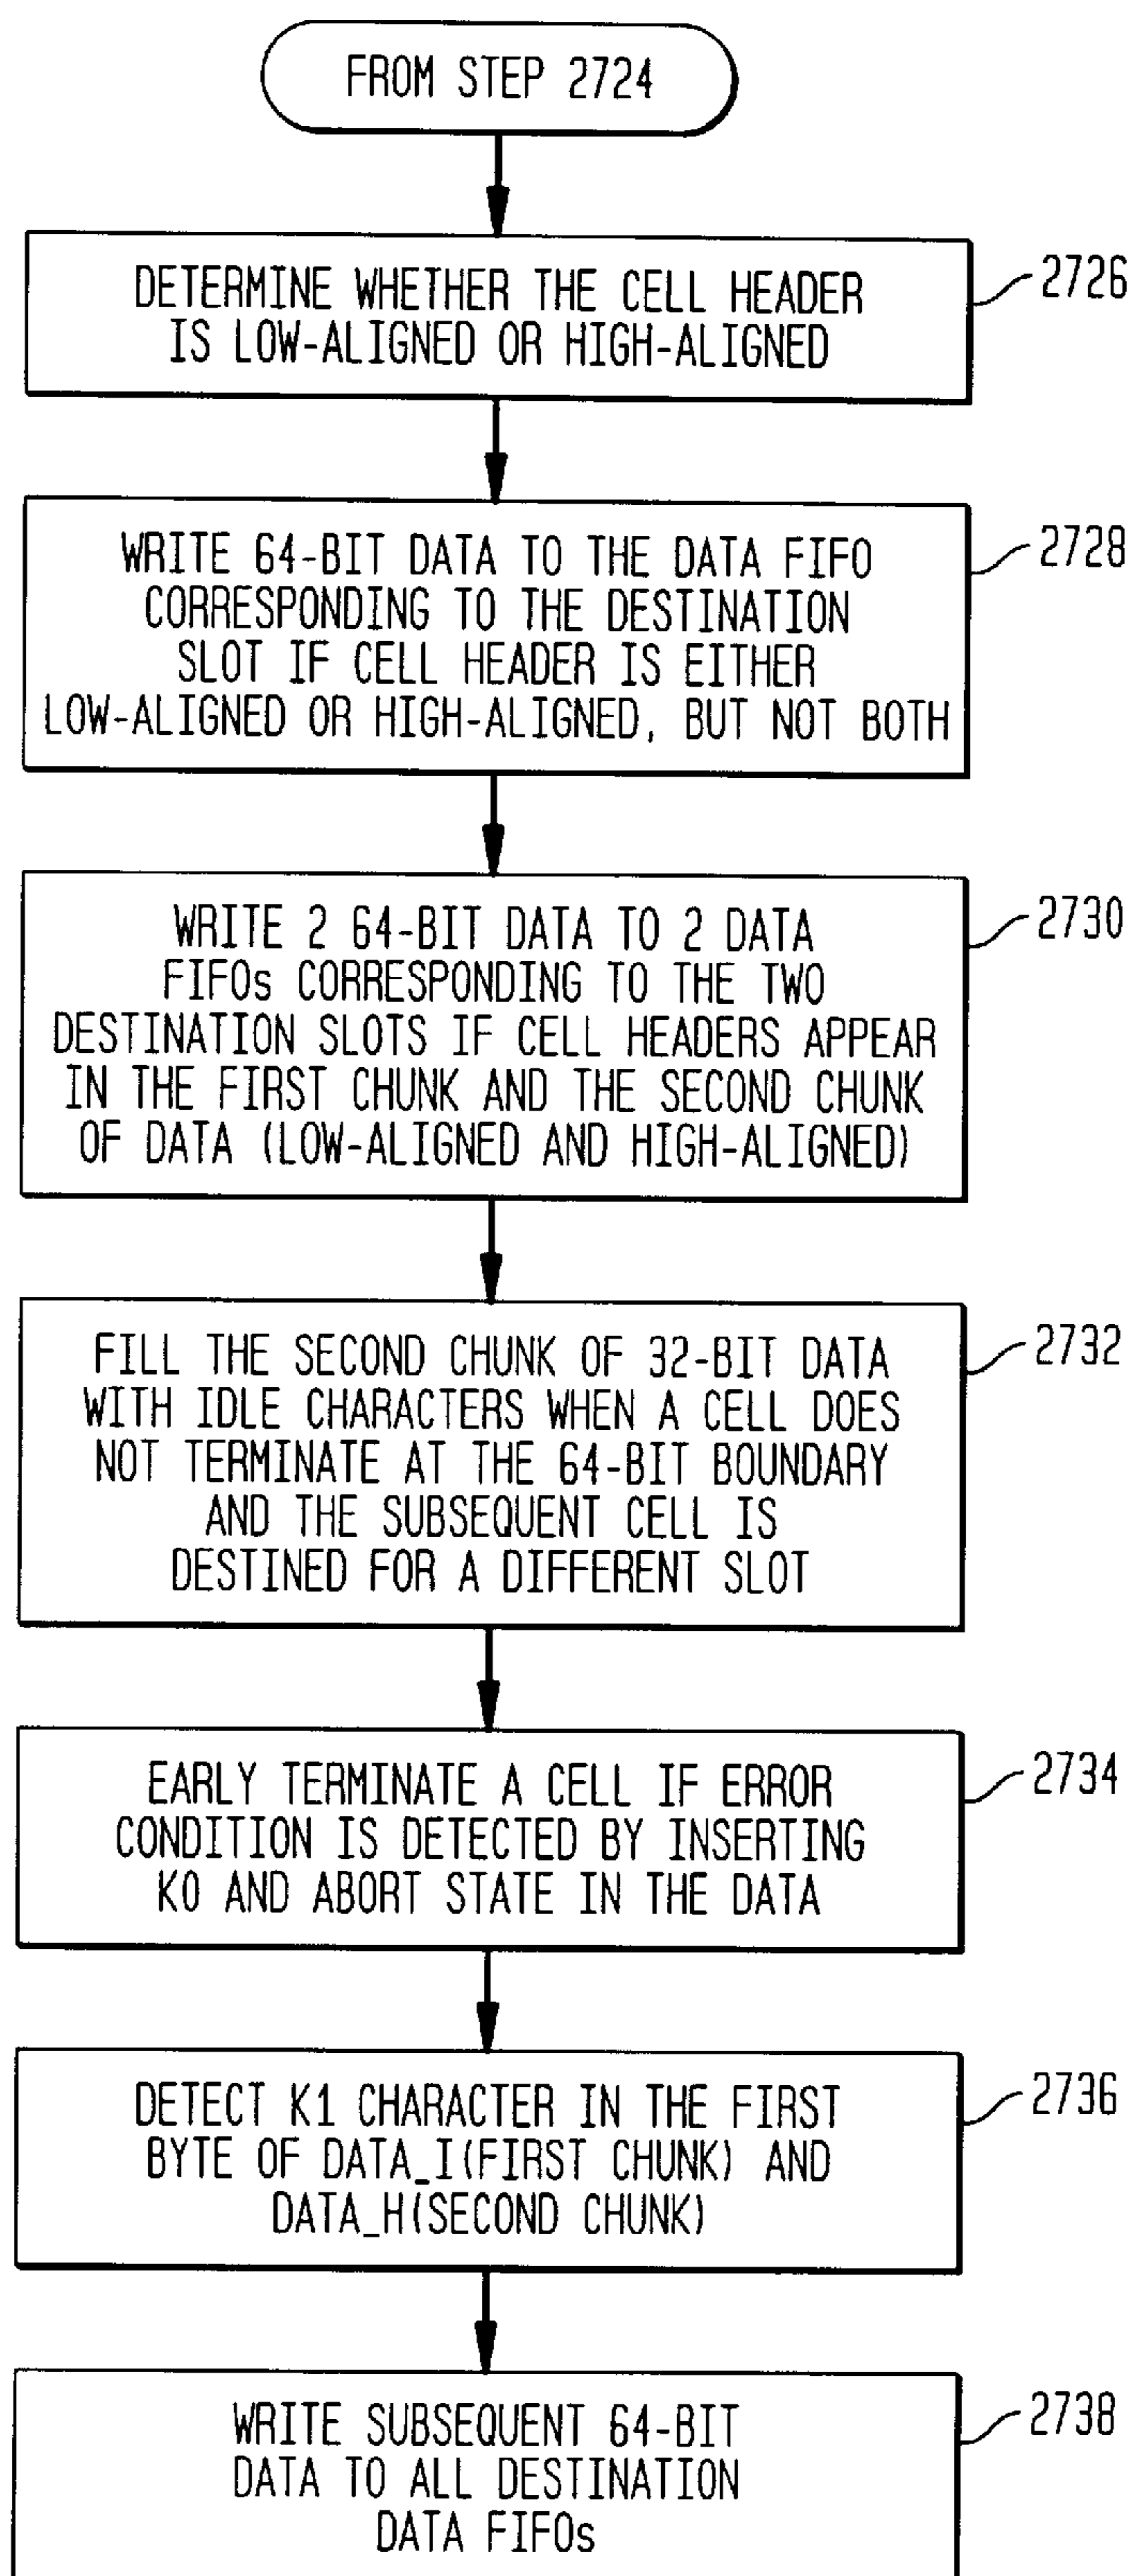 FROM STEP 2724
DETERMINE WHETHER THE CELL HEADER
IS LOW-ALIGNED OR HIGH-ALIGNED
2726
WRITE 64-BIT DATA TO THE DATA FIFO
CORRESPONDING TO THE DESTINATION
SLOT IF CELL HEADER IS EITHER
LOW-ALIGNED OR HIGH-ALIGNED, BUT NOT BOTH
2728
WRITE 2 64-BIT DATA TO 2 DATA
FIFOs CORRESPONDING TO THE TWO
DESTINATION SLOTS IF CELL HEADERS APPEAR
IN THE FIRST CHUNK AND THE SECOND CHUNK
OF DATA (LOW-ALIGNED AND HIGH-ALIGNED)
2730
FILL THE SECOND CHUNK OF 32-BIT DATA
WITH IDLE CHARACTERS WHEN A CELL DOES
NOT TERMINATE AT THE 64-BIT BOUNDARY
AND THE SUBSEQUENT CELL IS
DESTINED FOR A DIFFERENT SLOT
2732
EARLY TERMINATE A CELL IF ERROR
CONDITION IS DETECTED BY INSERTING
K0 AND ABORT STATE IN THE DATA
2734
DETECT K1 CHARACTER IN THE FIRST
BYTE OF DATA_I(FIRST CHUNK) AND
DATA_H(SECOND CHUNK)
2736
WRITE SUBSEQUENT 64-BIT
DATA TO ALL DESTINATION
DATA FIFOs
2738